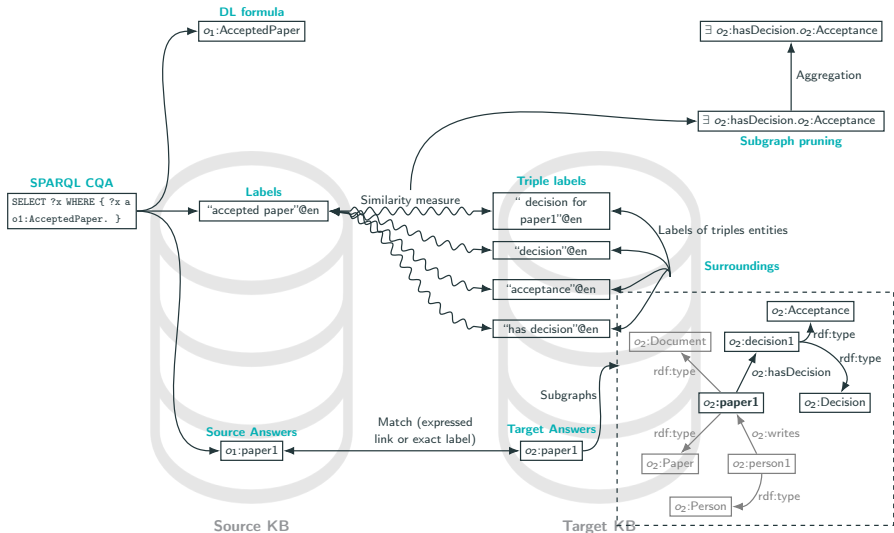 DL formula
o₁:AcceptedPaper
∃ o₂:hasDecision.o₂:Acceptance
Aggregation
∃ o₂:hasDecision.o₂:Acceptance
Subgraph pruning
SPARQL CQA
SELECT ?x WHERE { ?x a
o1:AcceptedPaper. }
Labels
"accepted paper"@en
Similarity measure
Triple labels
" decision for
paper1"@en
"decision"@en
"acceptance"@en
"has decision"@en
Labels of triples entities
Surroundings
o₂:Acceptance
rdf:type
o₂:Document
o₂:decision1
rdf:type
rdf:type
o₂:hasDecision
o₂:paper1
o₂:Decision
rdf:type
o₂:writes
o₂:Paper
o₂:person1
rdf:type
o₂:Person
Subgraphs
Source Answers
o₁:paper1
Match (expressed
link or exact label)
Target Answers
o₂:paper1
Source KB
Target KB